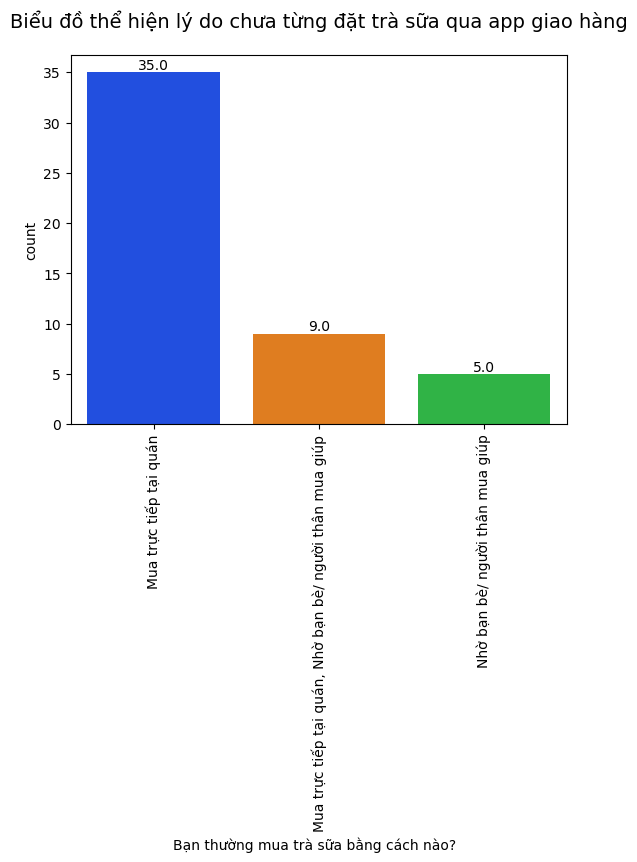 Biểu đồ thể hiện lý do chưa từng đặt trà sữa qua app giao hàng
35
30
25
20
15
10
5
0
count
35.0
9.0
5.0
Mua trực tiếp tại quán
Mua trực tiếp tại quán, Nhờ bạn bè/ người thân mua giúp
Nhờ bạn bè/ người thân mua giúp
Bạn thường mua trà sữa bằng cách nào?